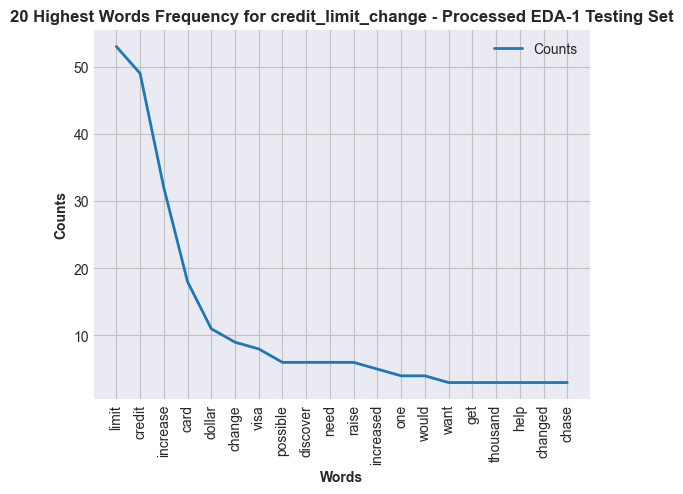 20 Highest Words Frequency for credit_limit_change - Processed EDA-1 Testing Set
Counts
50
40
30
20
10
Counts
limit
credit
increase
card
dollar
change
visa
possible
discover
need
raise
increased
one
would
want
get
thousand
help
changed
chase
Words